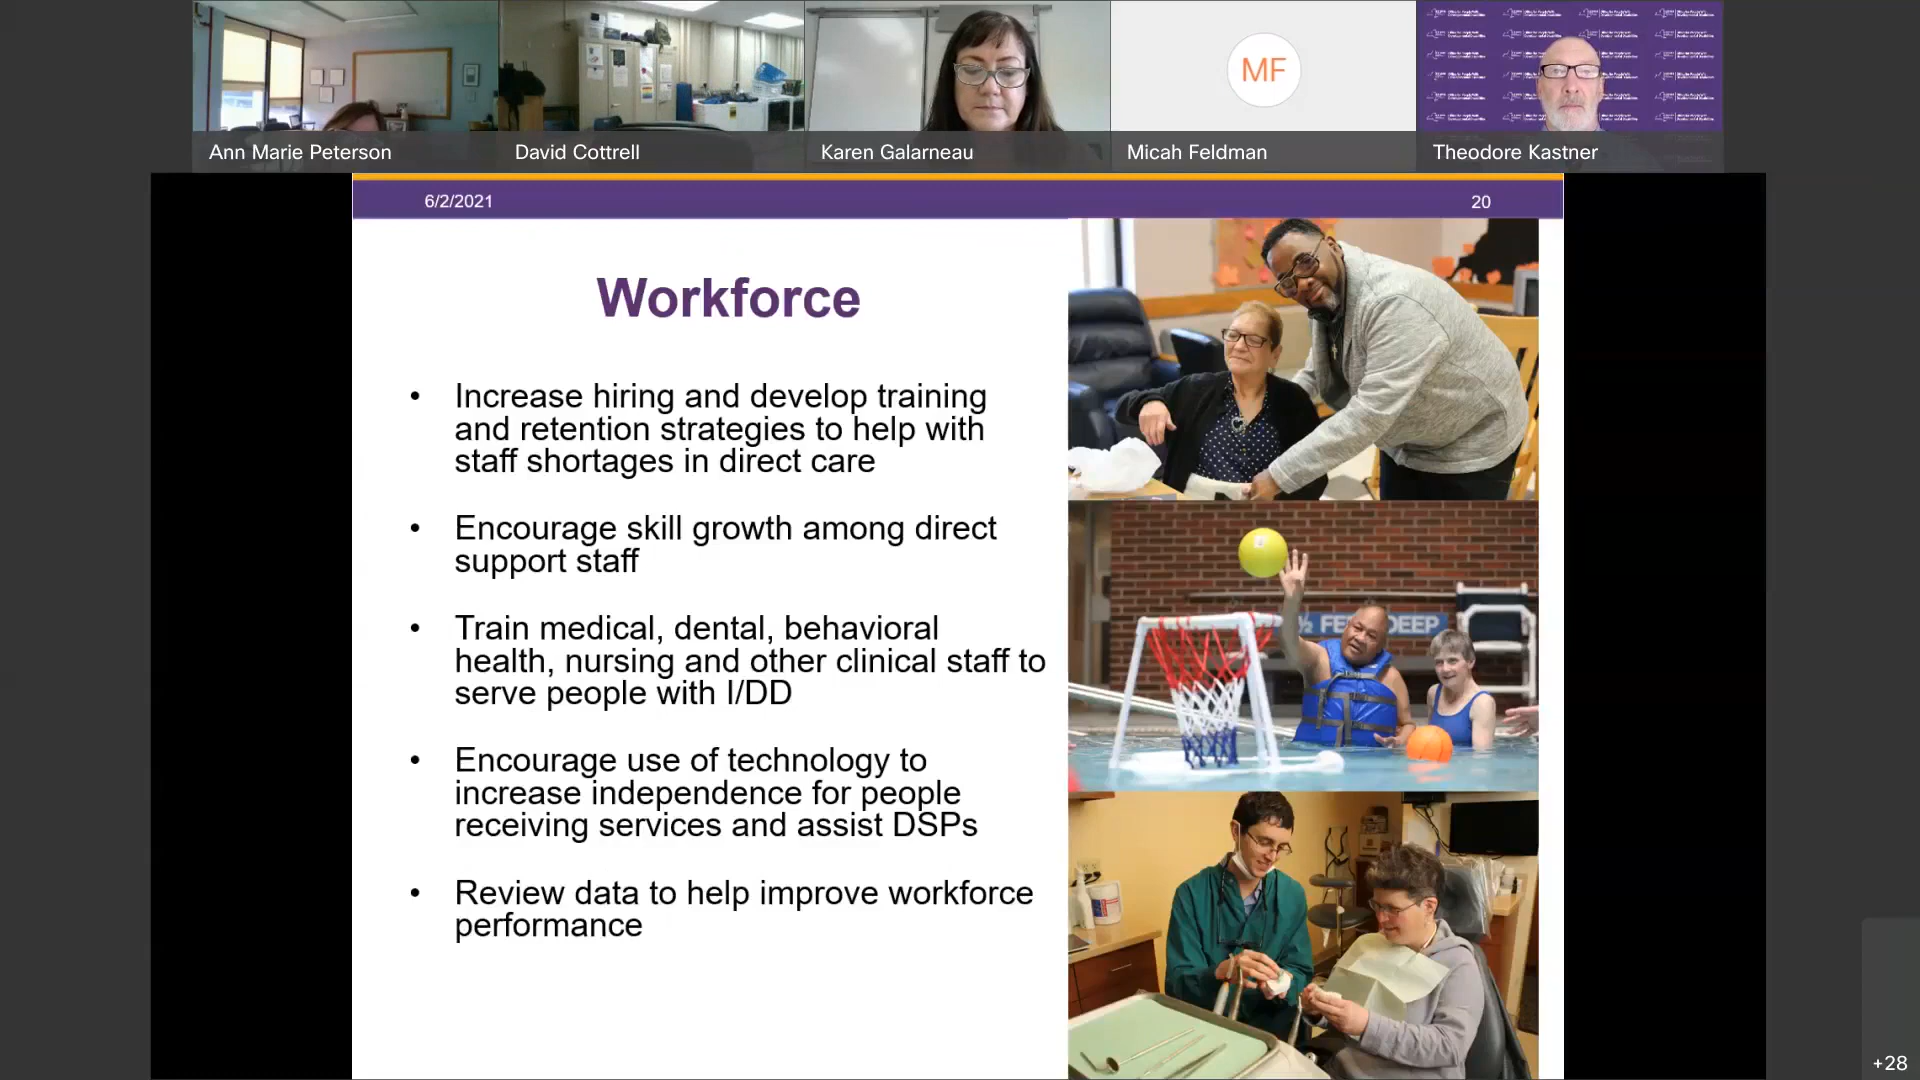 MF
Ann Marie Peterson
David Cottrell
Karen Galarneau
Micah Feldman
Theodore Kastner
6/2/2021
20
Workforce
• Increase hiring and develop training
and retention strategies to help with
staff shortages in direct care
• Encourage skill growth among direct
support staff
• Train medical, dental, behavioral
health, nursing and other clinical staff to
serve people with I/DD
• Encourage use of technology to
increase independence for people
receiving services and assist DSPs
• Review data to help improve workforce
performance
½ FE DEEP
+28